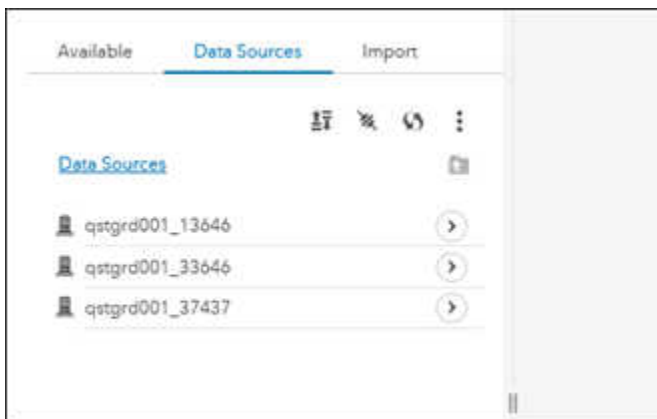 Available Data Sources Import
Data Sources
qstgrd001_13646
qstgrd001_33646
qstgrd001_37437